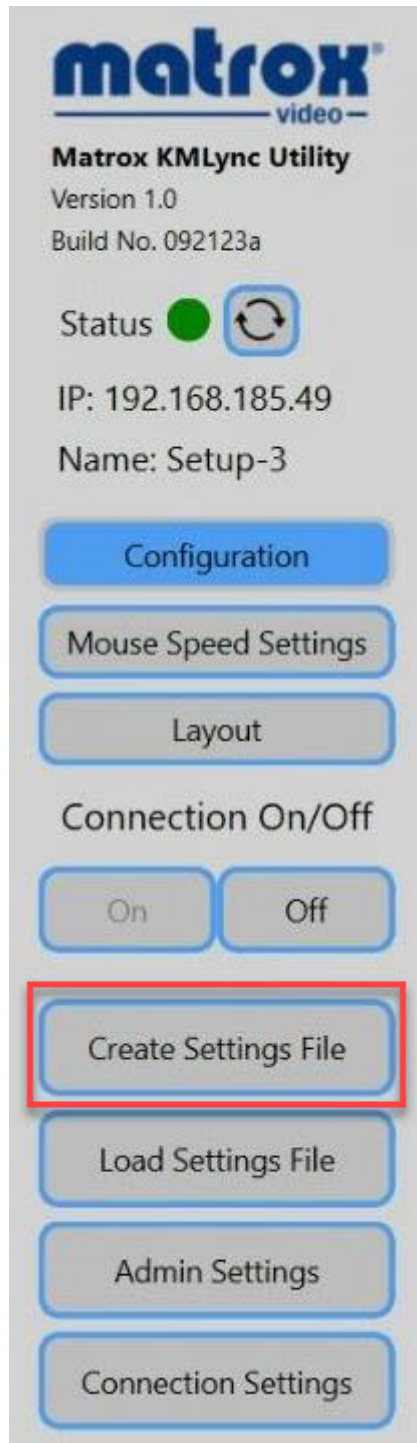 matrox®
video
Matrox KMLync Utility
Version 1.0
Build No. 092123a
Status
IP: 192.168.185.49
Name: Setup-3
Configuration
Mouse Speed Settings
Layout
Connection On/Off
On Off
Create Settings File
Load Settings File
Admin Settings
Connection Settings